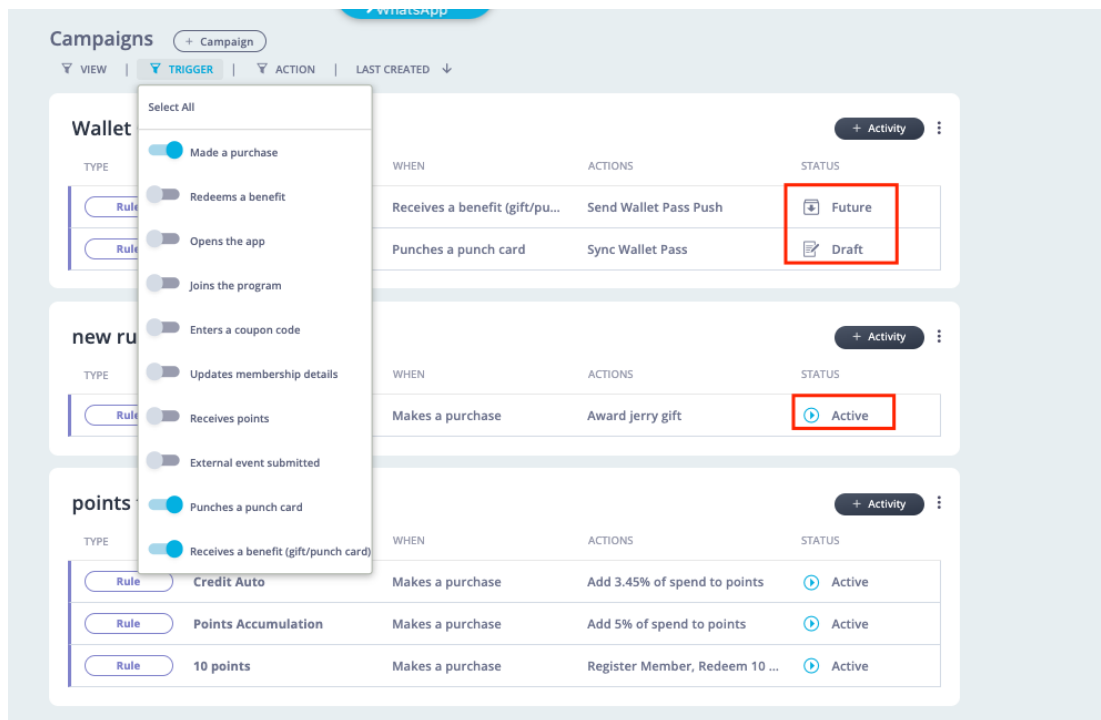 WhatsApp
Campaigns + Campaign
VIEW | TRIGGER | ACTION | LAST CREATED
Select All
Made a purchase
Redeems a benefit
Opens the app
Joins the program
Enters a coupon code
Updates membership details
Receives points
External event submitted
Punches a punch card
Receives a benefit (gift/punch card)
Wallet + Activity
TYPE WHEN ACTIONS STATUS
Rule Receives a benefit (gift/pu... Send Wallet Pass Push Future
Rule Punches a punch card Sync Wallet Pass Draft
new ru + Activity
TYPE WHEN ACTIONS STATUS
Rule Makes a purchase Award jerry gift Active
points + Activity
TYPE WHEN ACTIONS STATUS
Rule Credit Auto Makes a purchase Add 3.45% of spend to points Active
Rule Points Accumulation Makes a purchase Add 5% of spend to points Active
Rule 10 points Makes a purchase Register Member, Redeem 10 ... Active